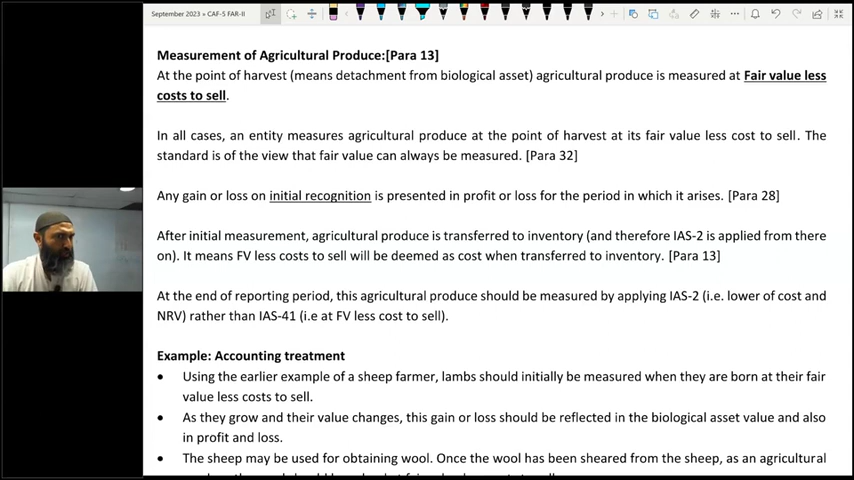 September 2023 » CAF-5 FAR-II
Measurement of Agricultural Produce:[Para 13]
At the point of harvest (means detachment from biological asset) agricultural produce is measured at Fair value less
costs to sell.
In all cases, an entity measures agricultural produce at the point of harvest at its fair value less cost to sell. The
standard is of the view that fair value can always be measured. [Para 32]
Any gain or loss on initial recognition is presented in profit or loss for the period in which it arises. [Para 28]
After initial measurement, agricultural produce is transferred to inventory (and therefore IAS-2 is applied from there
on). It means FV less costs to sell will be deemed as cost when transferred to inventory. [Para 13]
At the end of reporting period, this agricultural produce should be measured by applying IAS-2 (i.e. lower of cost and
NRV) rather than IAS-41 (i.e at FV less cost to sell).
Example: Accounting treatment
• Using the earlier example of a sheep farmer, lambs should initially be measured when they are born at their fair
value less costs to sell.
• As they grow and their value changes, this gain or loss should be reflected in the biological asset value and also
in profit and loss.
• The sheep may be used for obtaining wool. Once the wool has been sheared from the sheep, as an agricultural